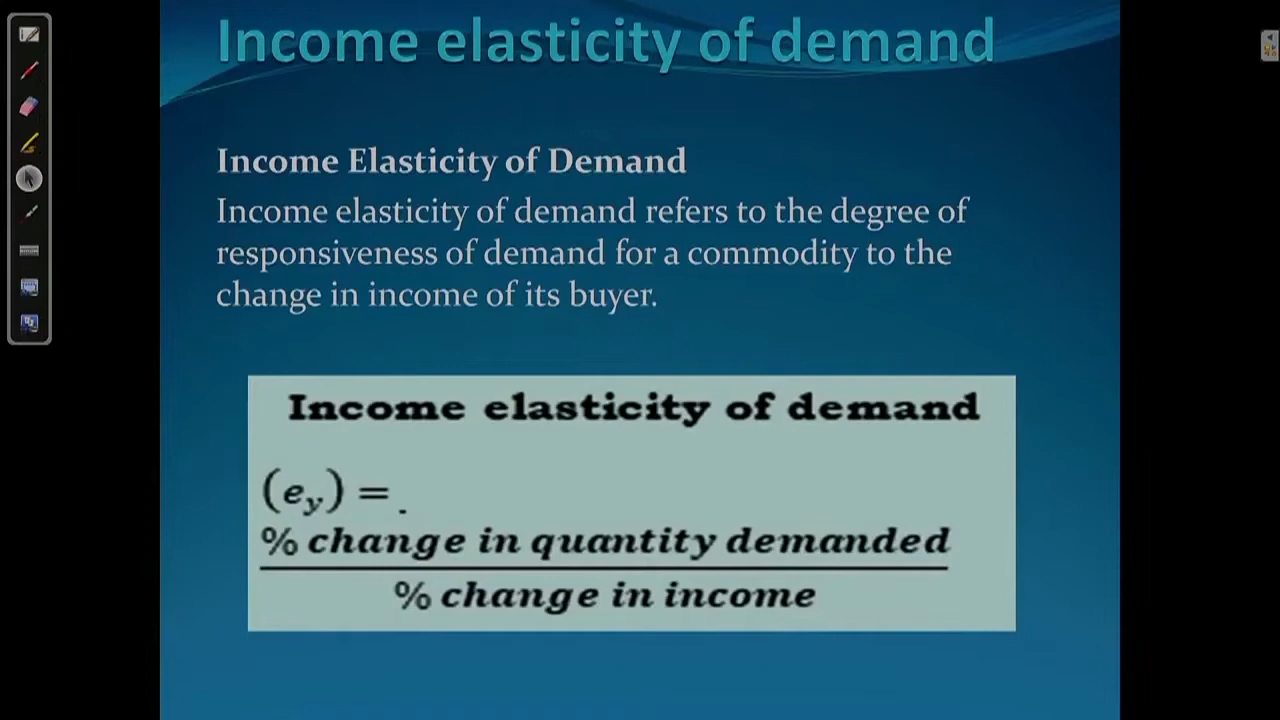 Income elasticity of demand
Income Elasticity of Demand
Income elasticity of demand refers to the degree of
responsiveness of demand for a commodity to the
change in income of its buyer.
Income elasticity of demand
(e_y) = .
% change in quantity demanded
% change in income